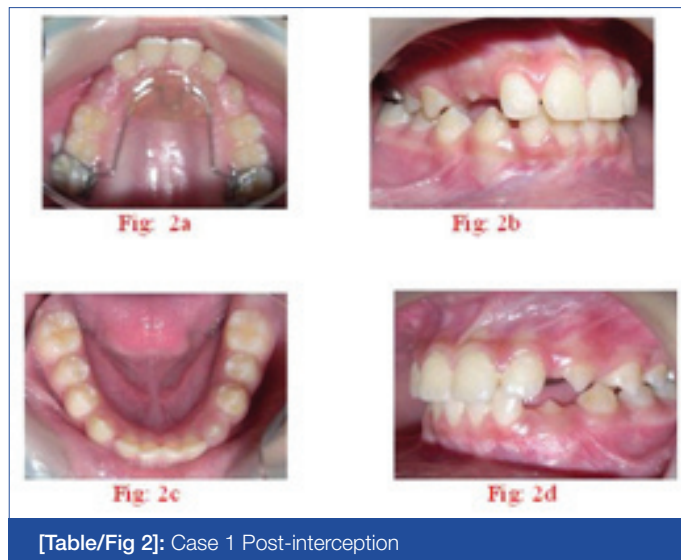 Fig: 2a
Fig: 2b
Fig: 2c
Fig: 2d
[Table/Fig 2]: Case 1 Post-interception